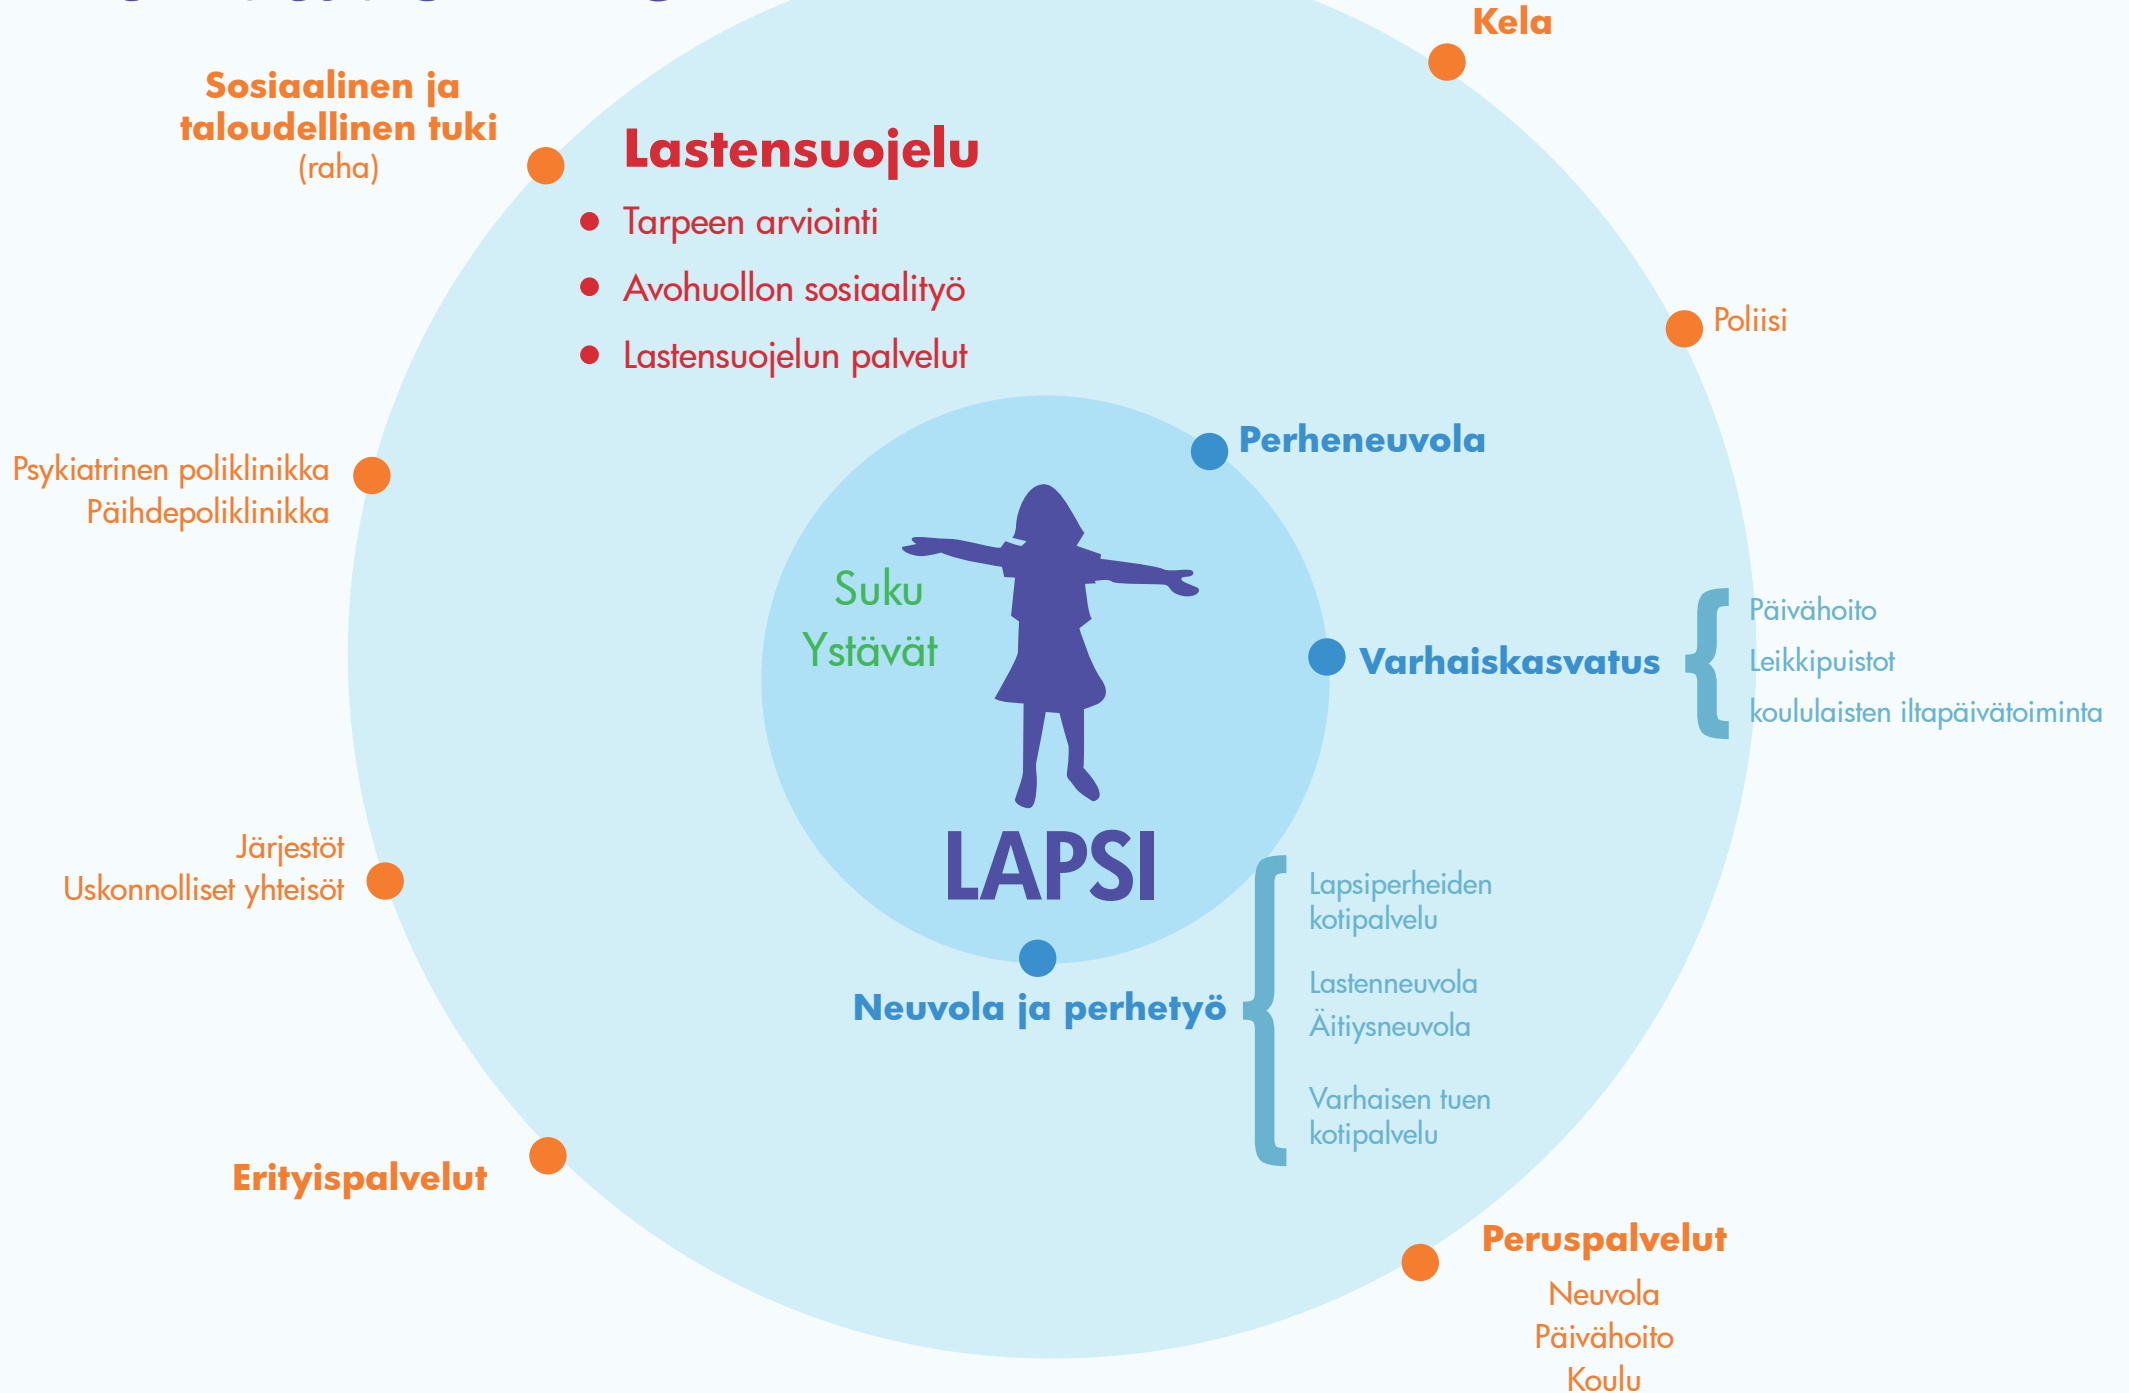 Kela
Sosiaalinen ja
taloudellinen tuki
(raha)
Lastensuojelu
Tarpeen arviointi
Avohuollon sosiaalityö
Lastensuojelun palvelut
Poliisi
Perheneuvola
Psykiatrinen poliklinikka
Päihdepoliklinikka
Suku
Ystävät
Varhaiskasvatus
Päivähoito
Leikkipuistot
koululaisten iltapäivätoiminta
LAPSI
Järjestöt
Uskonnolliset yhteisöt
Neuvola ja perhetyö
Lapsiperheiden
kotipalvelu
Lastenneuvola
Äitiysneuvola
Varhaisen tuen
kotipalvelu
Erityispalvelut
Peruspalvelut
Neuvola
Päivähoito
Koulu